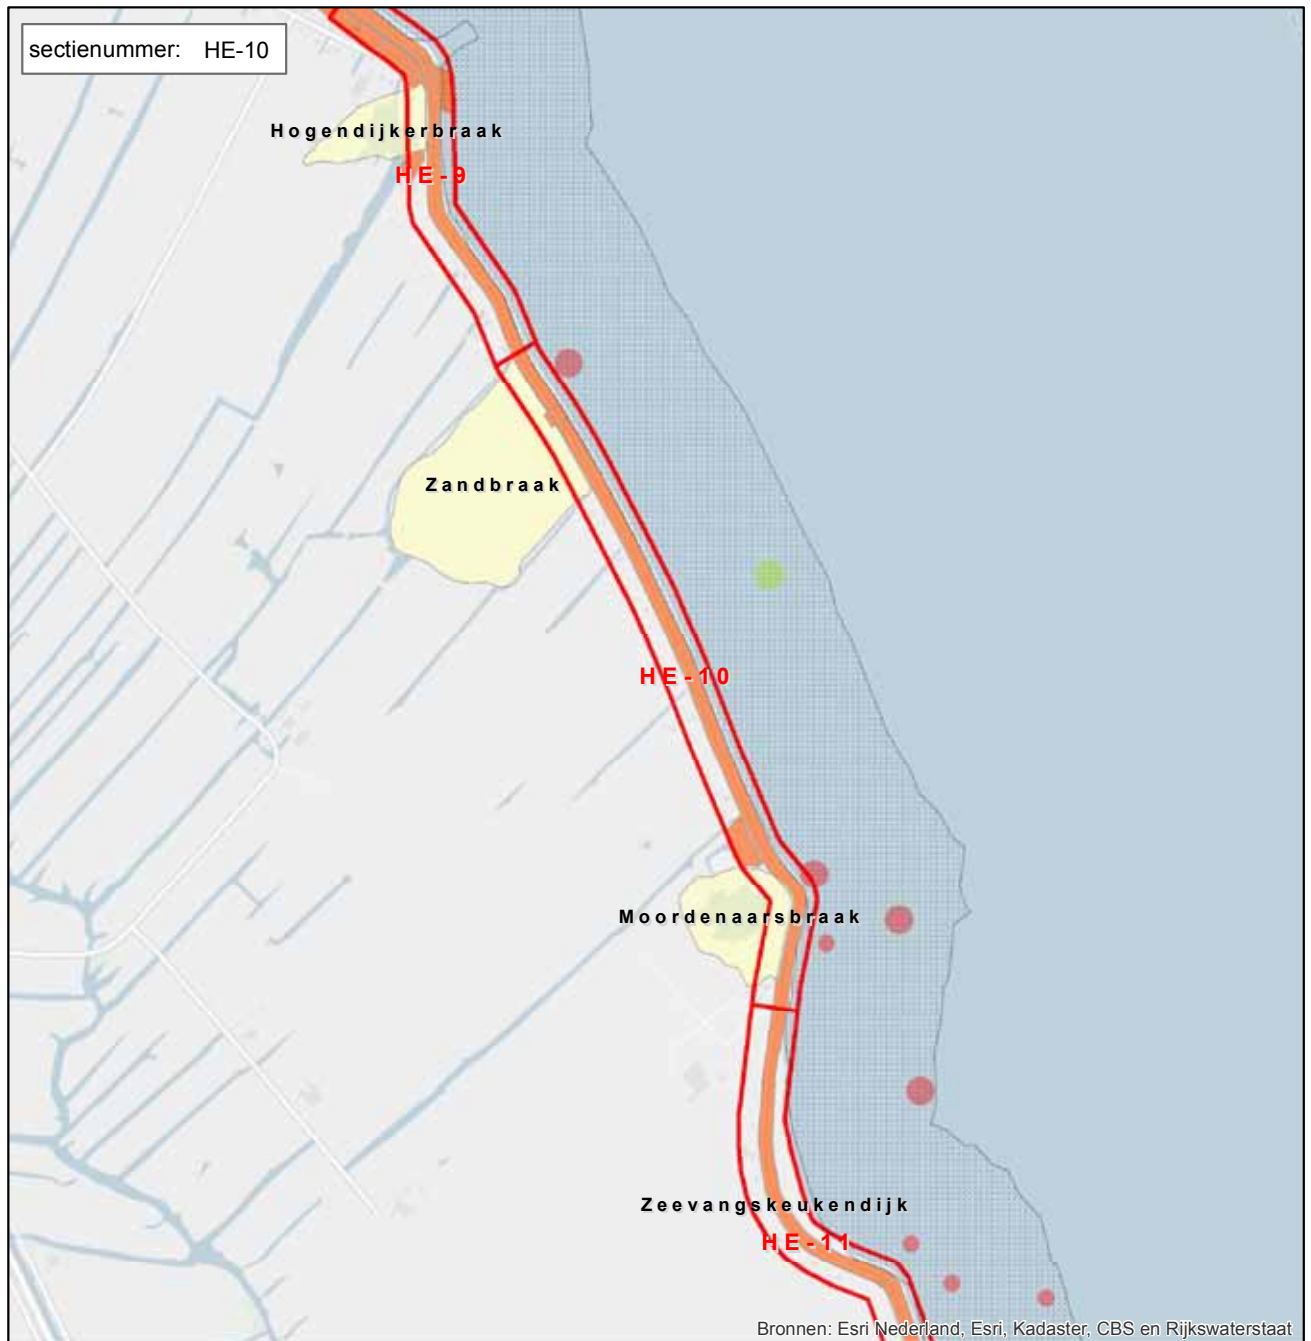 sectienummer: HE-10
Hogendijkerbraak
HE-9
Zandbraak
HE-10
Moordenaarsbraak
Zeevangskeukendijk
HE-11
Bronnen: Esri Nederland, Esri, Kadaster, CBS en Rijkswaterstaat